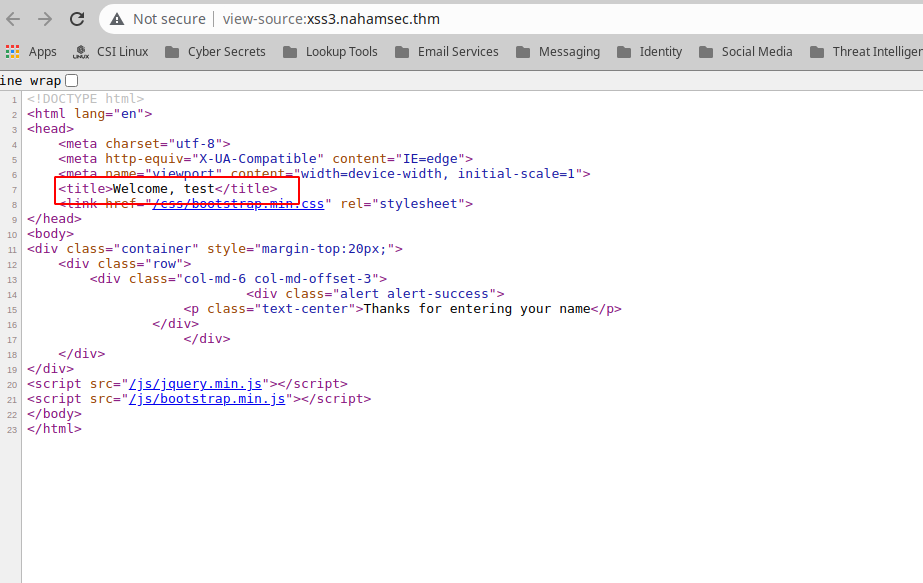 Not secure | view-source:xss3.nahamsec.thm
Apps CSI Linux Cyber Secrets Lookup Tools Email Services Messaging Identity Social Media Threat Intelliger
ine wrap
1 <!DOCTYPE html>
2 <html lang="en">
3 <head>
4 <meta charset="utf-8">
5 <meta http-equiv="X-UA-Compatible" content="IE=edge">
6 <meta name="viewport" content="width=device-width, initial-scale=1">
7 <title>Welcome, test</title>
8 <link href="/css/bootstrap.min.css" rel="stylesheet">
9 </head>
10 <body>
11 <div class="container" style="margin-top:20px;">
12 <div class="row">
13 <div class="col-md-6 col-md-offset-3">
14 <div class="alert alert-success">
15 <p class="text-center">Thanks for entering your name</p>
16 </div>
17 </div>
18 </div>
19 </div>
20 <script src="/js/jquery.min.js"></script>
21 <script src="/js/bootstrap.min.js"></script>
22 </body>
23 </html>